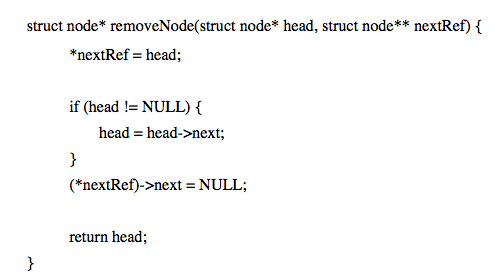 struct node* removeNode(struct node* head, struct node** nextRef) {
*nextRef = head;
if (head != NULL) {
head = head->next;
}
(*nextRef)->next = NULL;
return head;
}